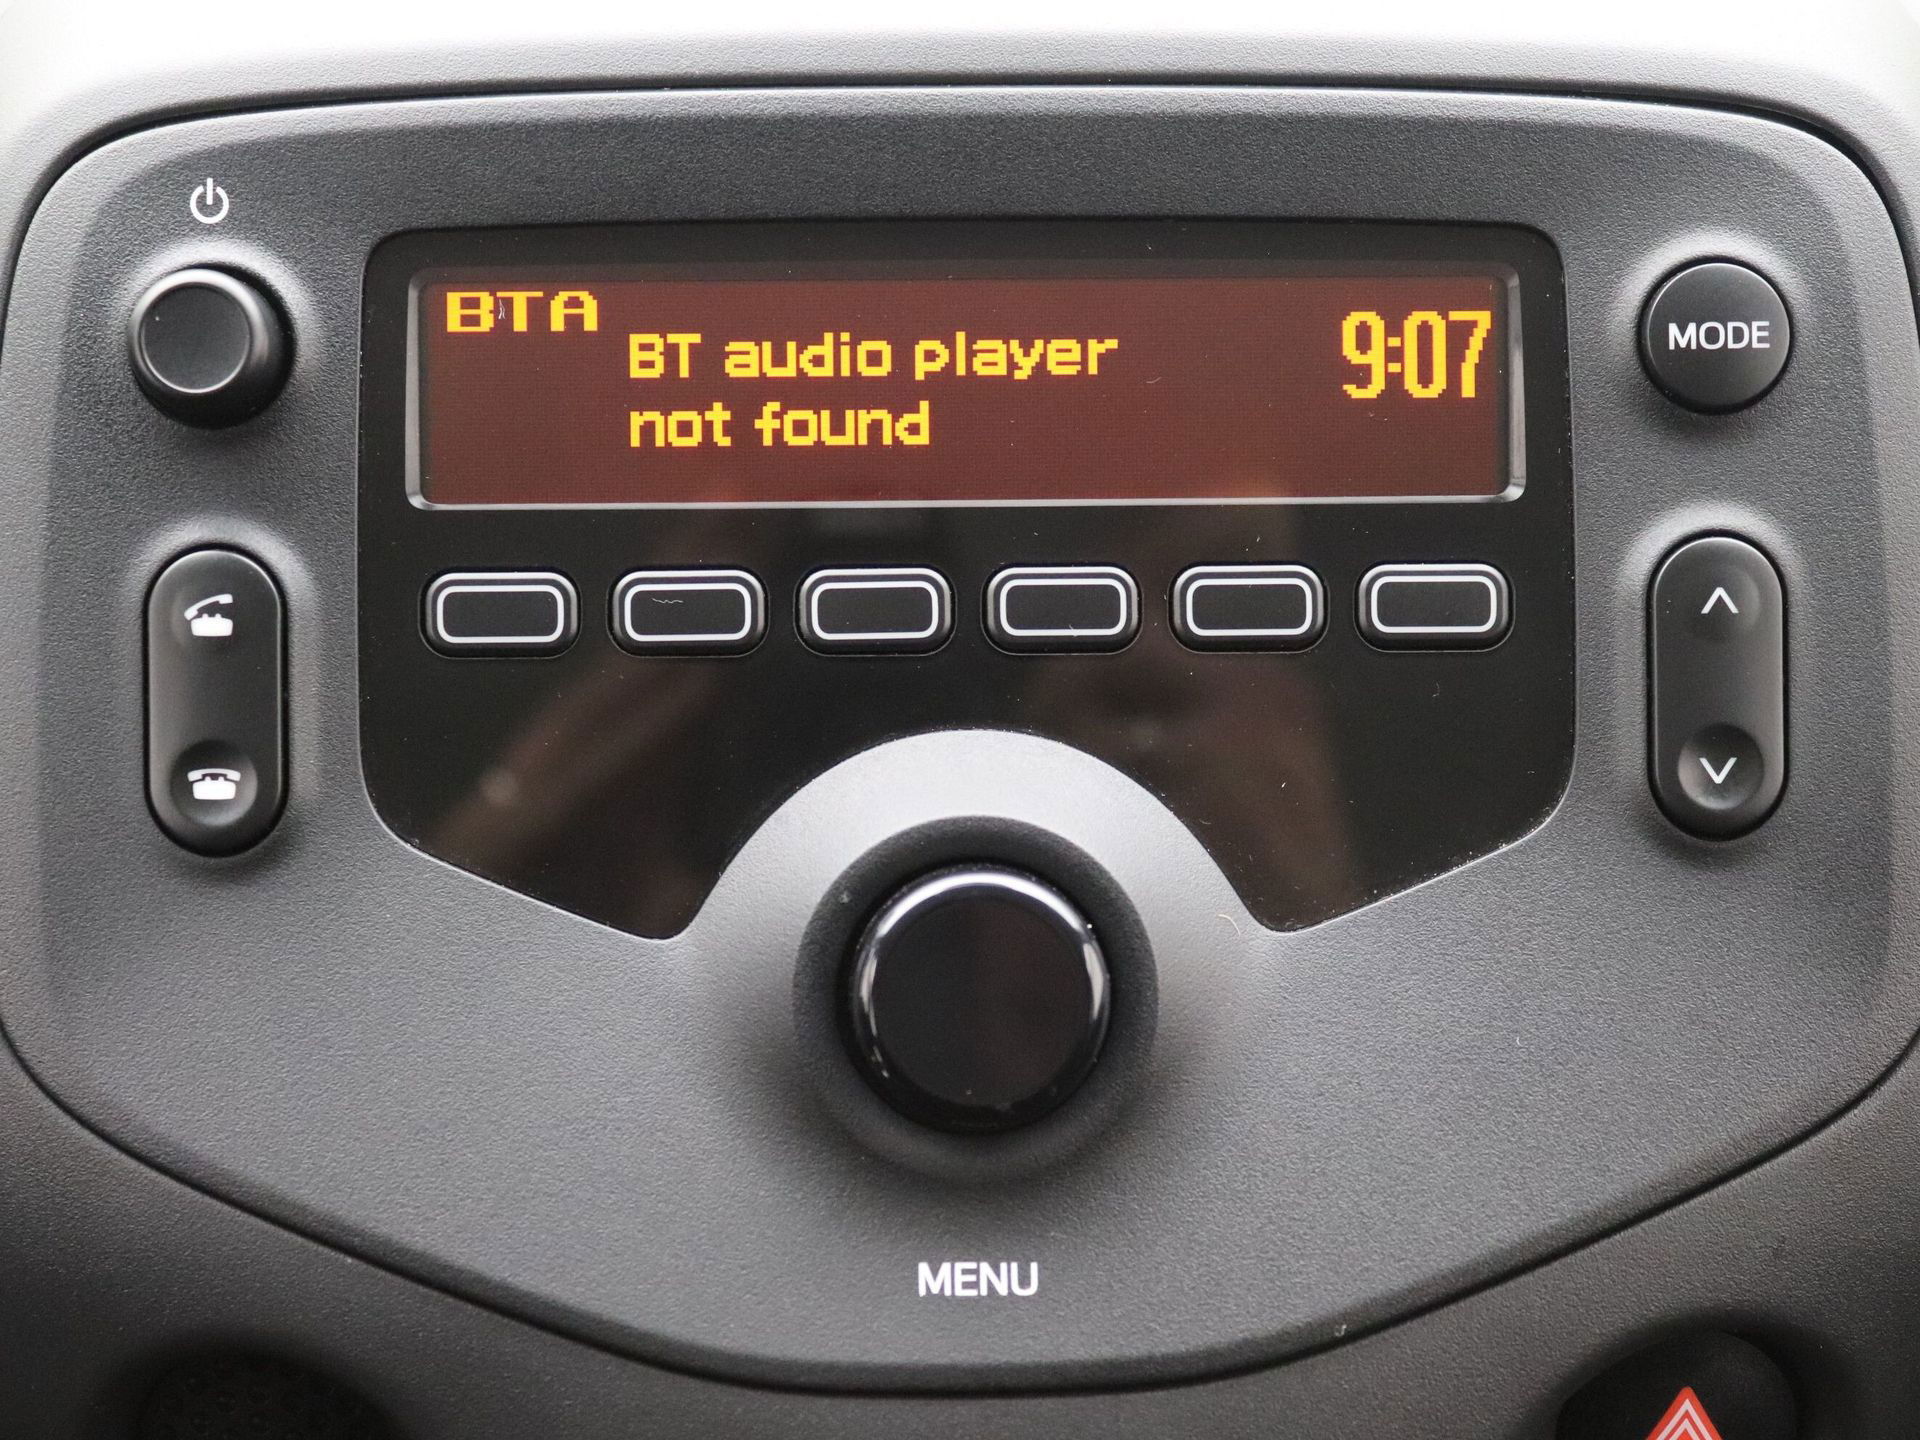 BTA
BT audio player
not found
9:07
MODE
MENU